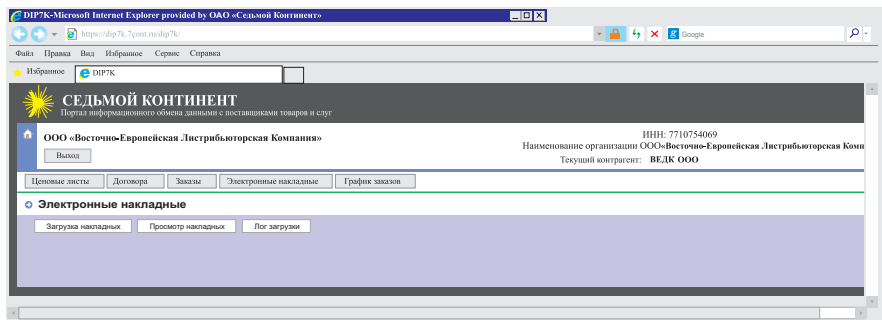 DIP7K-Microsoft Internet Explorer provided by ОАО «Седьмой Континент»
https://dip7k.7cont.ru/dip7k/
Google
Файл Правка Вид Избранное Сервис Справка
Избранное DIP7K
СЕДЬМОЙ КОНТИНЕНТ
Портал информационного обмена данными с поставщиками товаров и слуг
ООО «Восточно-Европейская Листрибьюторская Компания»
Выход
ИНН: 7710754069
Наименование организации ООО«Восточно-Европейская Листрибьюторская Комп
Текущий контрагент: ВЕДК ООО
Ценовые листы Договора Заказы Электронные накладные График заказов
Электронные накладные
Загрузка накладных Просмотр накладных Лог загрузки